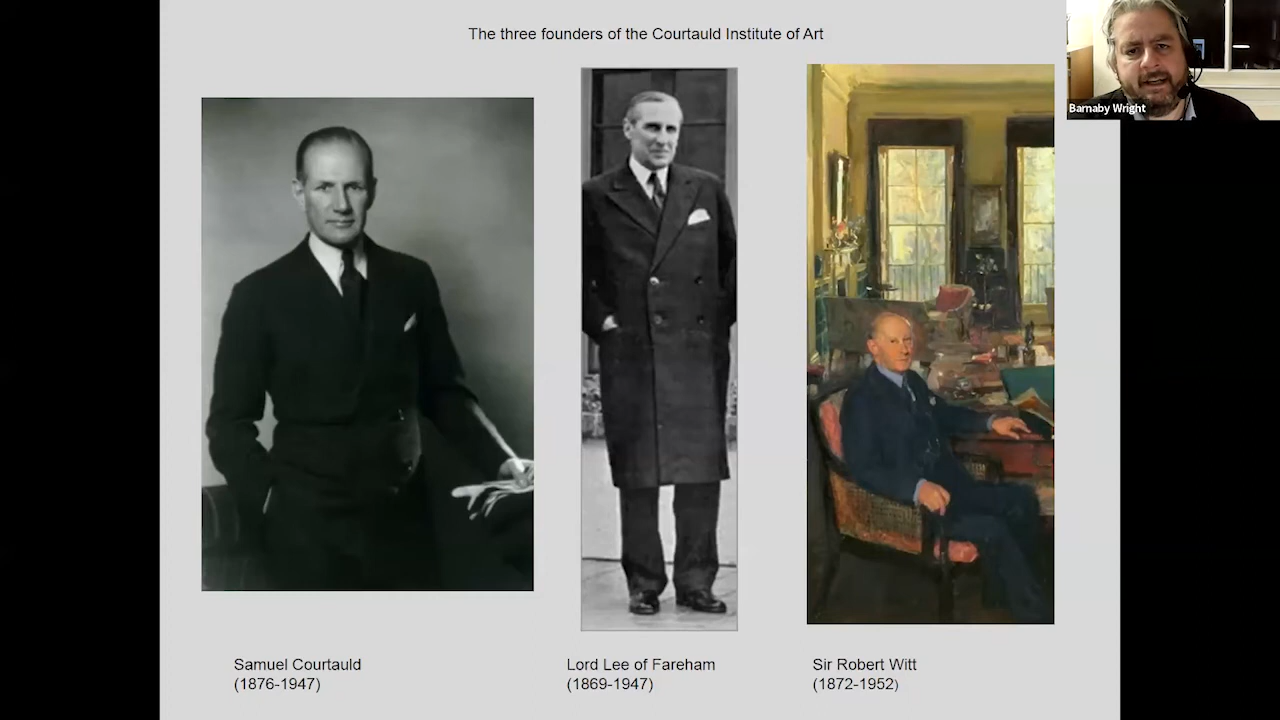 The three founders of the Courtauld Institute of Art
Barnaby Wright
Samuel Courtauld
(1876-1947)
Lord Lee of Fareham
(1869-1947)
Sir Robert Witt
(1872-1952)